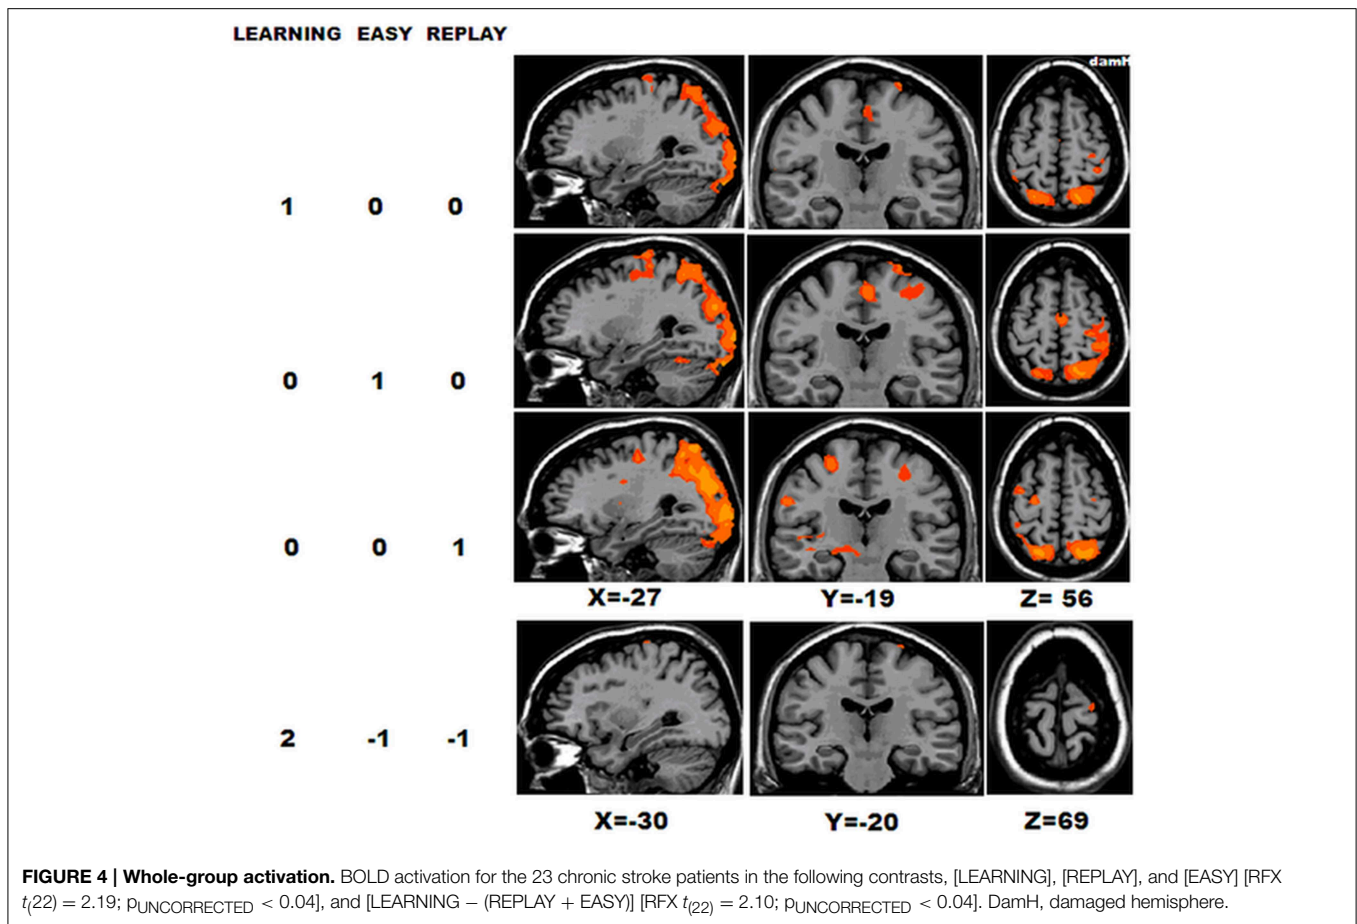 LEARNING EASY REPLAY
damH
1 0 0
0 1 0
0 0 1
X=-27 Y=-19 Z= 56
2 -1 -1
X=-30 Y=-20 Z=69
FIGURE 4 | Whole-group activation. BOLD activation for the 23 chronic stroke patients in the following contrasts, [LEARNING], [REPLAY], and [EASY] [RFX
t(22) = 2.19; pUNCORRECTED < 0.04], and [LEARNING − (REPLAY + EASY)] [RFX t(22) = 2.10; pUNCORRECTED < 0.04]. DamH, damaged hemisphere.